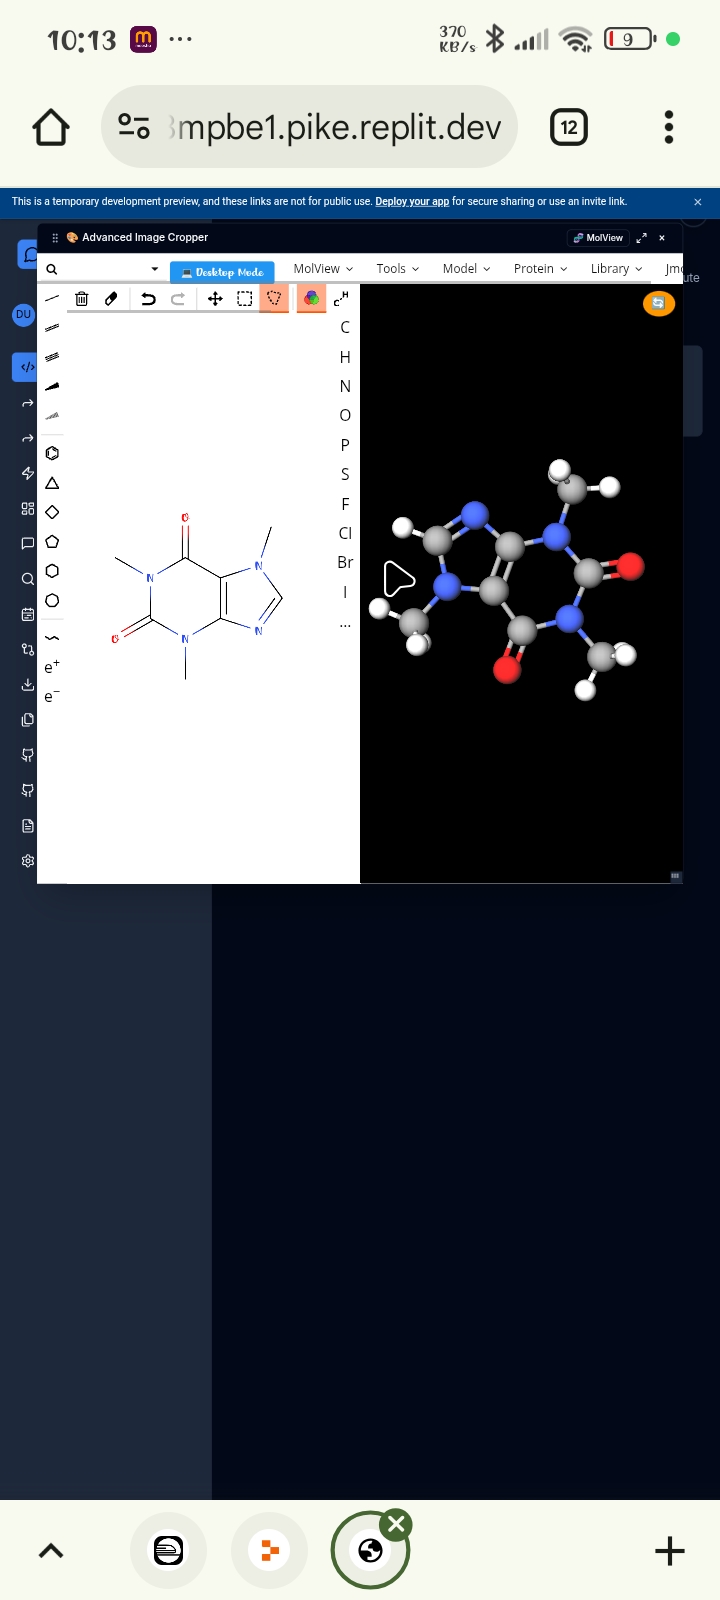 10:13 m ...
370 KB/s 9
mpbe1.pike.replit.dev 12
This is a temporary development preview, and these links are not for public use. Deploy your app for secure sharing or use an invite link. ×
🎨 Advanced Image Cropper MolView ×
💻 Desktop Mode MolView Tools Model Protein Library Jmo
ute
DU
C
H
N
O
P
S
F
Cl
Br
I
...
e+
e−
O
N
N
O
N
N